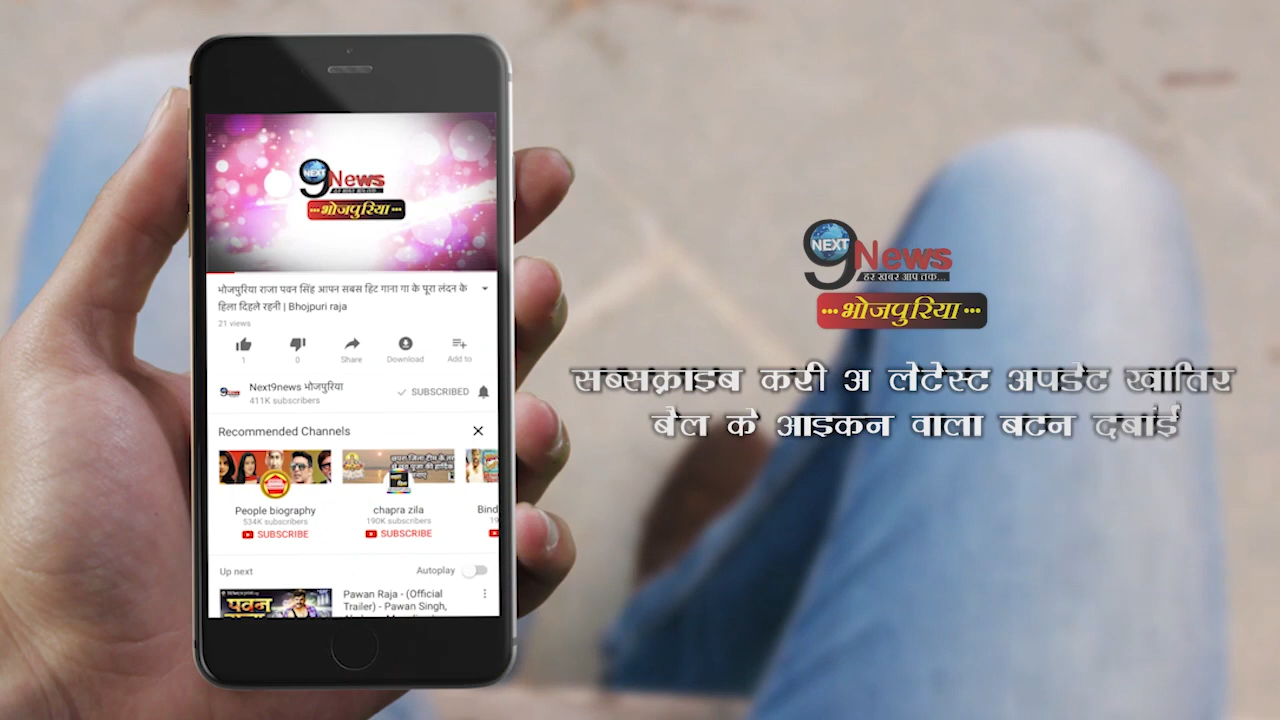 NEXT
9 News
हर खबर आप तक...
...भोजपुरिया...
भोजपुरिया राजा पवन सिंह आपन सबस हिट गाना गा के पूरा लंदन के
हिला दिहले रहनी | Bhojpuri raja
21 views
1
0
Share
Download
Add to
Next9news भोजपुरिया
411K subscribers
SUBSCRIBED
Recommended Channels
People biography
534K subscribers
SUBSCRIBE
chapra zila
190K subscribers
SUBSCRIBE
Bind
19
Up next
Autoplay
पवन
Pawan Raja - (Official
Trailer) - Pawan Singh,
NEXT
9 News
हर खबर आप तक...
...भोजपुरिया...
सब्सक्राइब करी अ लेटेस्ट अपडेट खातिर
बैल के आइकन वाला बटन दबाई